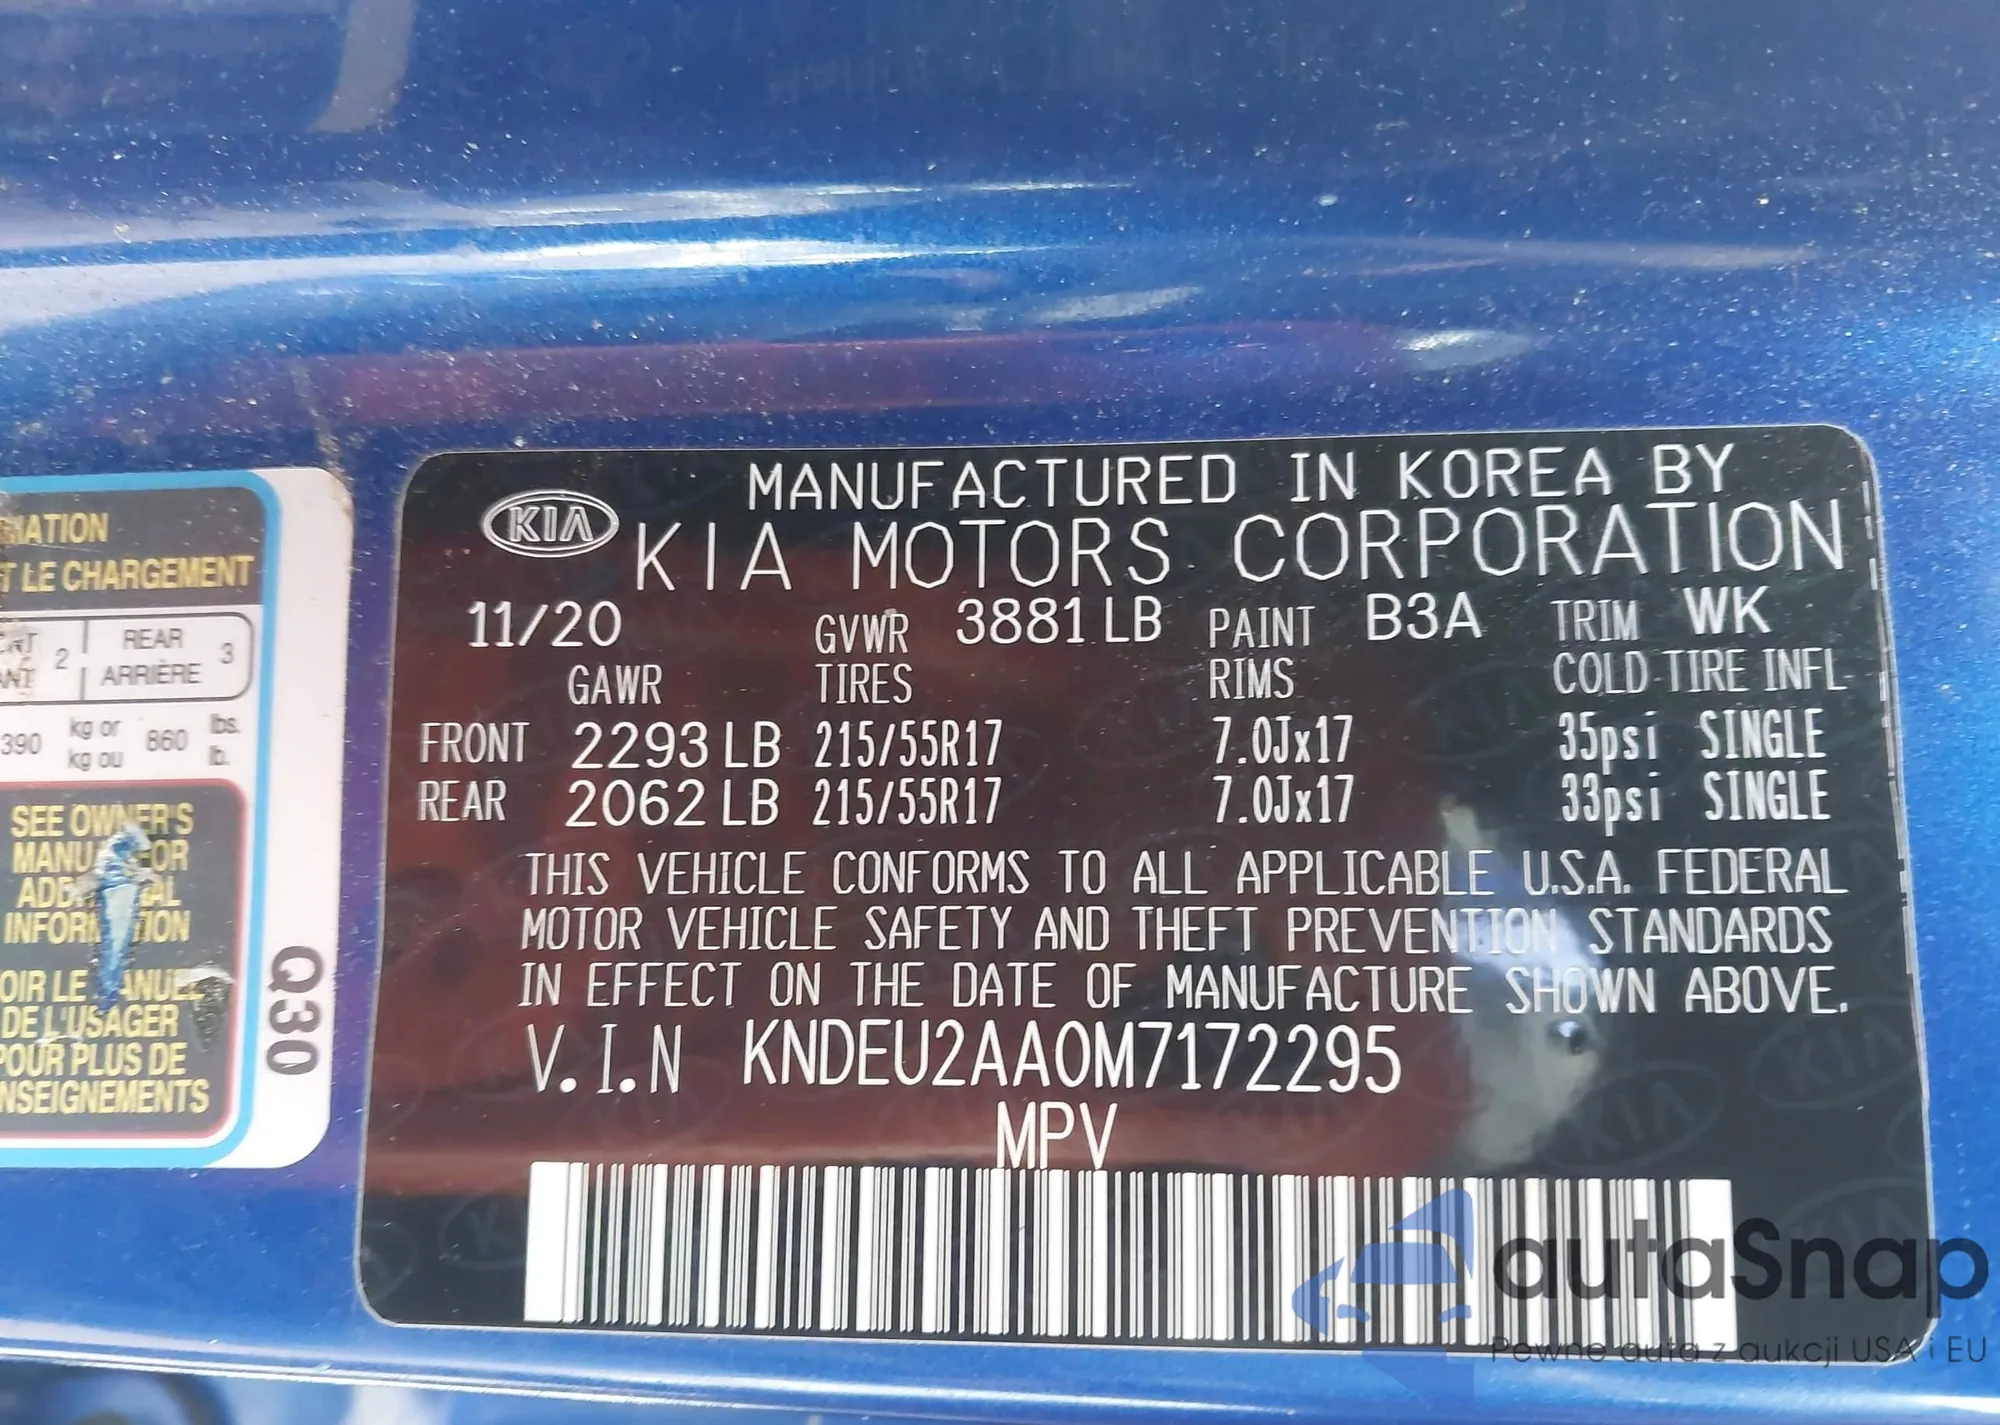 MANUFACTURED IN KOREA BY
KIA KIA MOTORS CORPORATION
11/20 GVWR 3881 LB PAINT B3A TRIM WK
GAWR TIRES RIMS COLD TIRE INFL
FRONT 2293 LB 215/55R17 7.0Jx17 35psi SINGLE
REAR 2062 LB 215/55R17 7.0Jx17 33psi SINGLE
THIS VEHICLE CONFORMS TO ALL APPLICABLE U.S.A. FEDERAL
MOTOR VEHICLE SAFETY AND THEFT PREVENTION STANDARDS
IN EFFECT ON THE DATE OF MANUFACTURE SHOWN ABOVE.
V.I.N KNDEU2AA0M7172295
MPV
LE CHARGEMENT
2 REAR 3
ARRIÈRE
390 kg or 860 lbs.
kg ou lb.
SEE OWNER'S
INFORMATION
LE
DE L'USAGER
POUR PLUS DE
Q30
autaSnap
Pewne auta z aukcji USA i EU